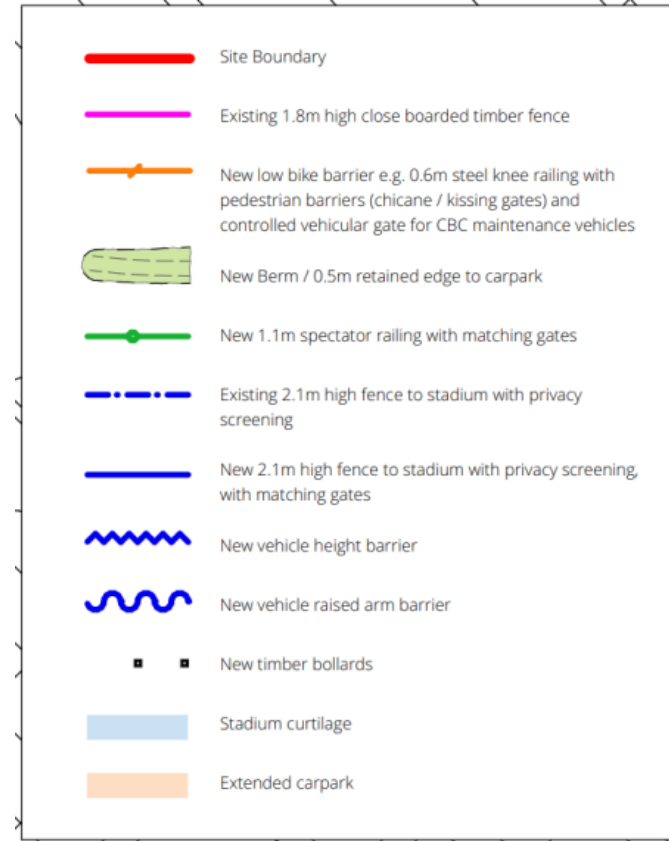 Site Boundary
Existing 1.8m high close boarded timber fence
New low bike barrier e.g. 0.6m steel knee railing with
pedestrian barriers (chicane / kissing gates) and
controlled vehicular gate for CBC maintenance vehicles
New Berm / 0.5m retained edge to carpark
New 1.1m spectator railing with matching gates
Existing 2.1m high fence to stadium with privacy
screening
New 2.1m high fence to stadium with privacy screening,
with matching gates
New vehicle height barrier
New vehicle raised arm barrier
New timber bollards
Stadium curtilage
Extended carpark